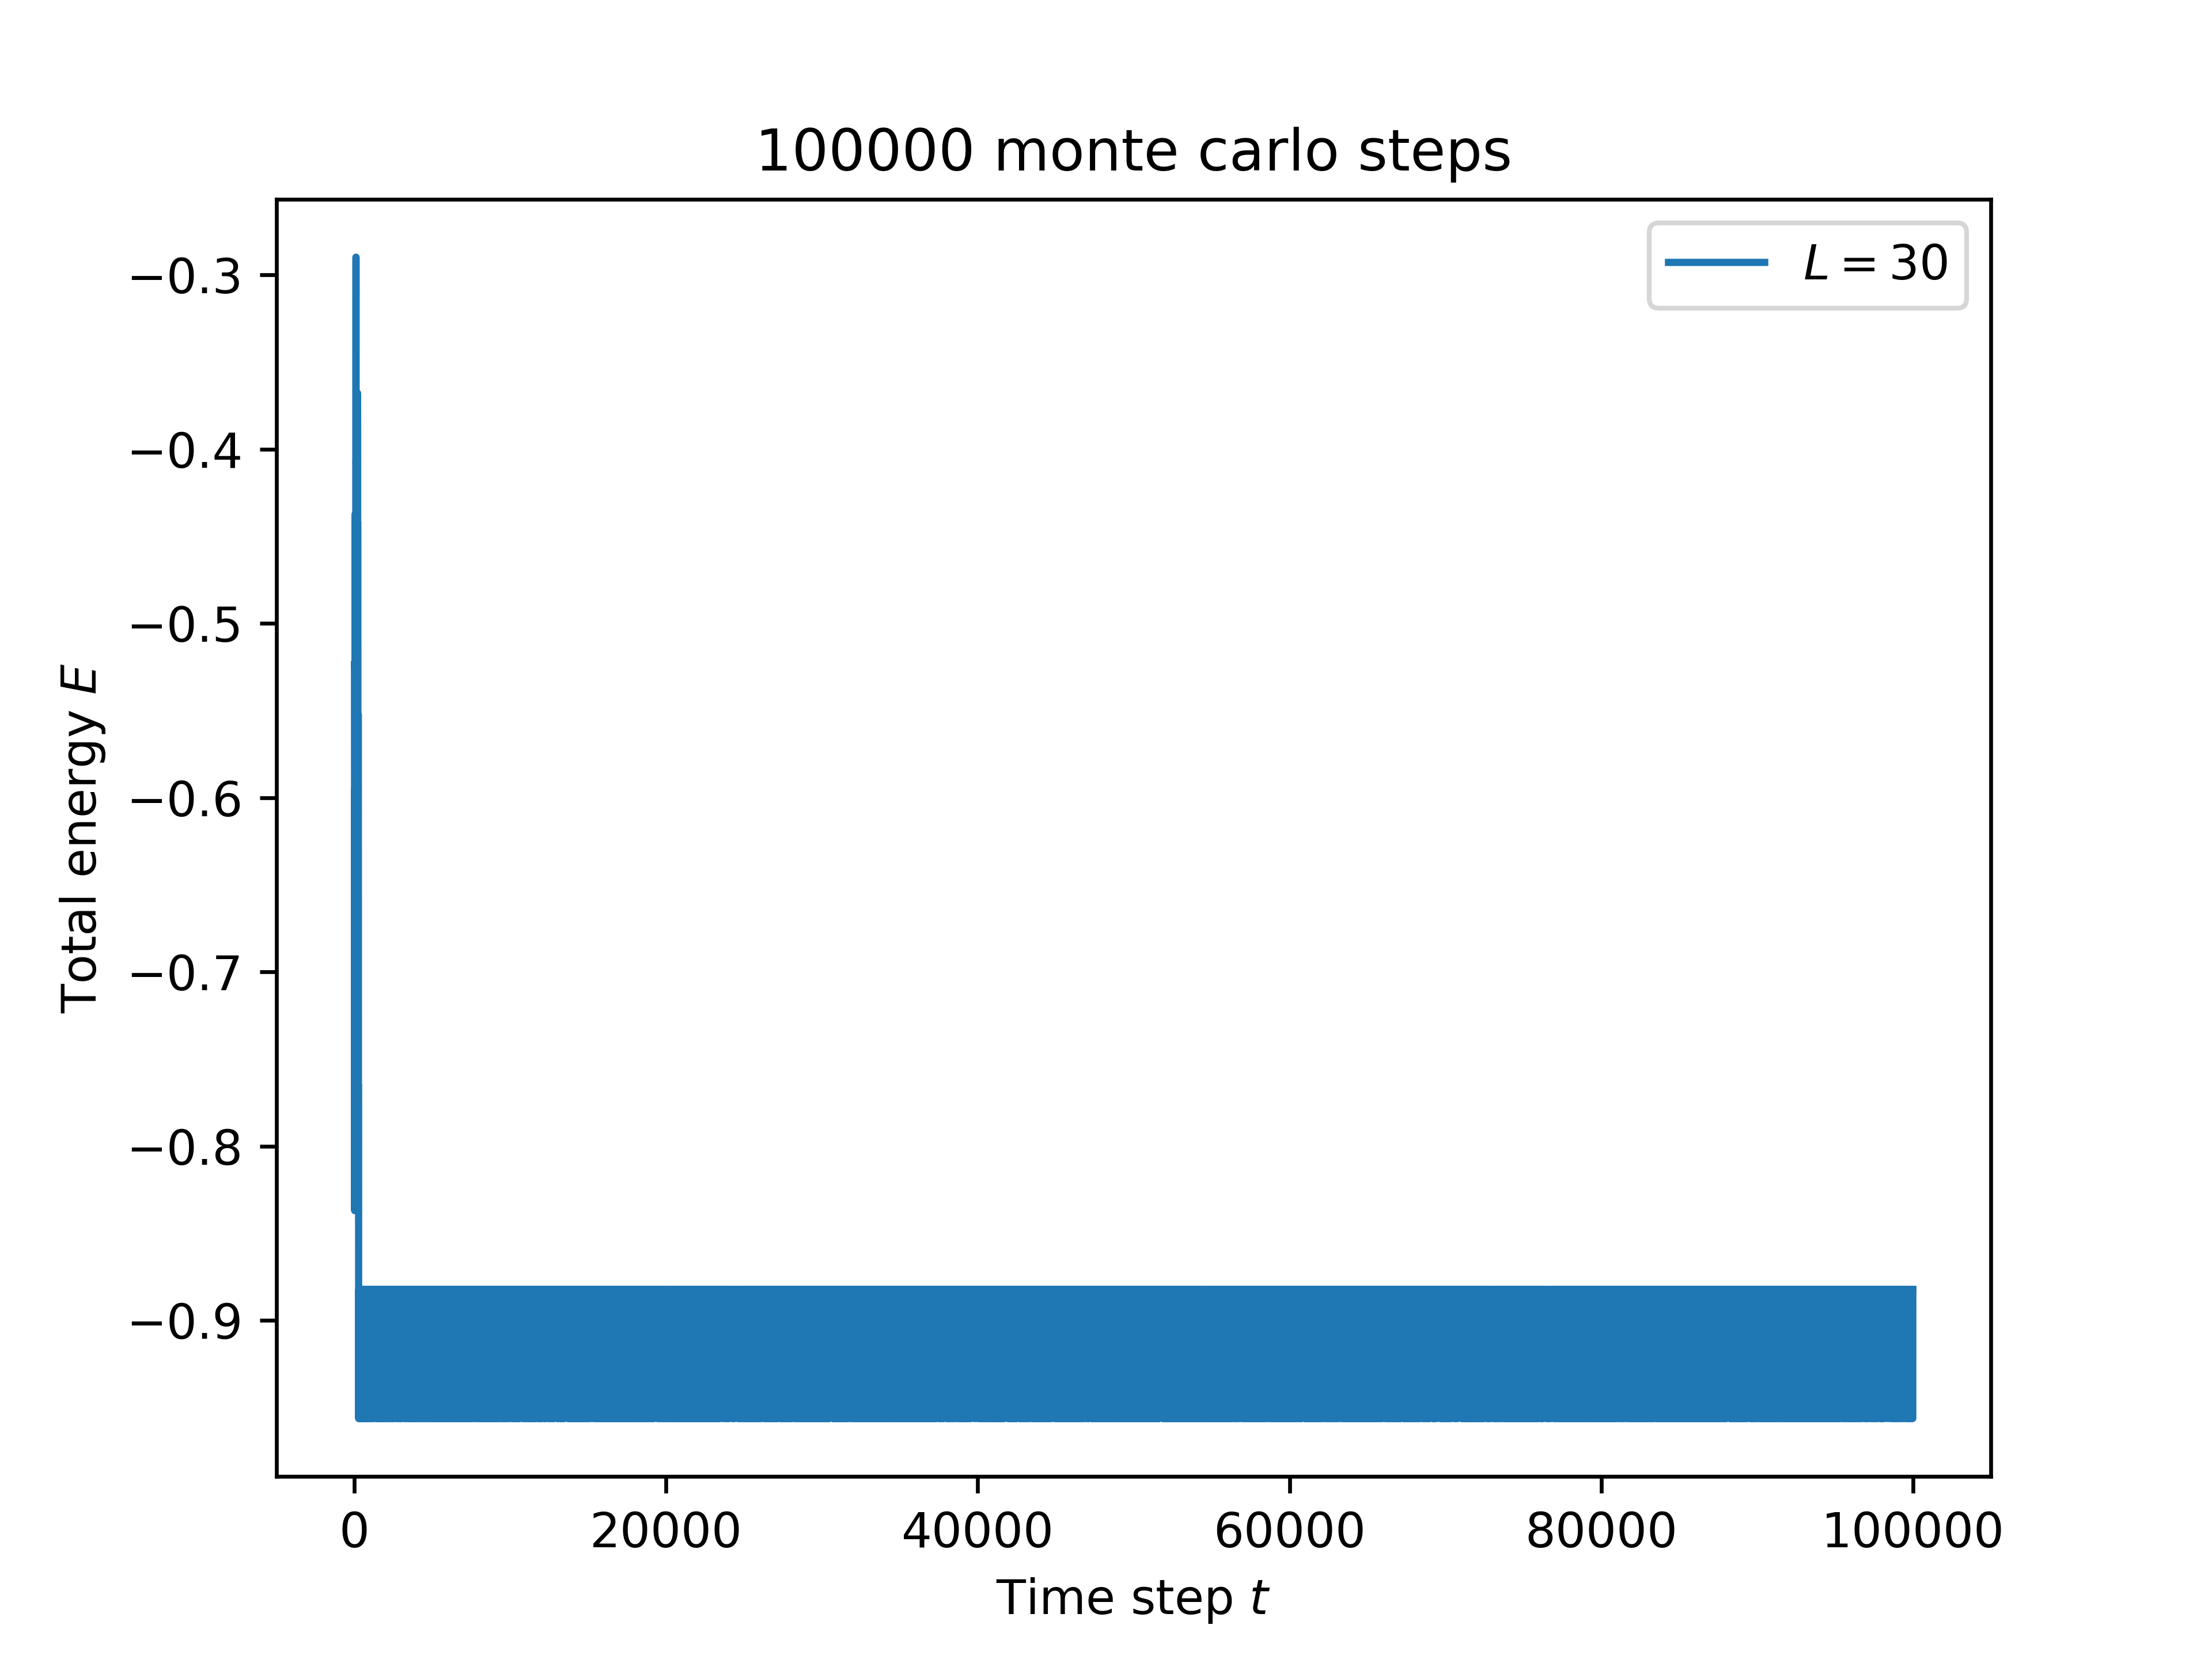 100000 monte carlo steps
L = 30
Total energy E
−0.3
−0.4
−0.5
−0.6
−0.7
−0.8
−0.9
0 20000 40000 60000 80000 100000
Time step t